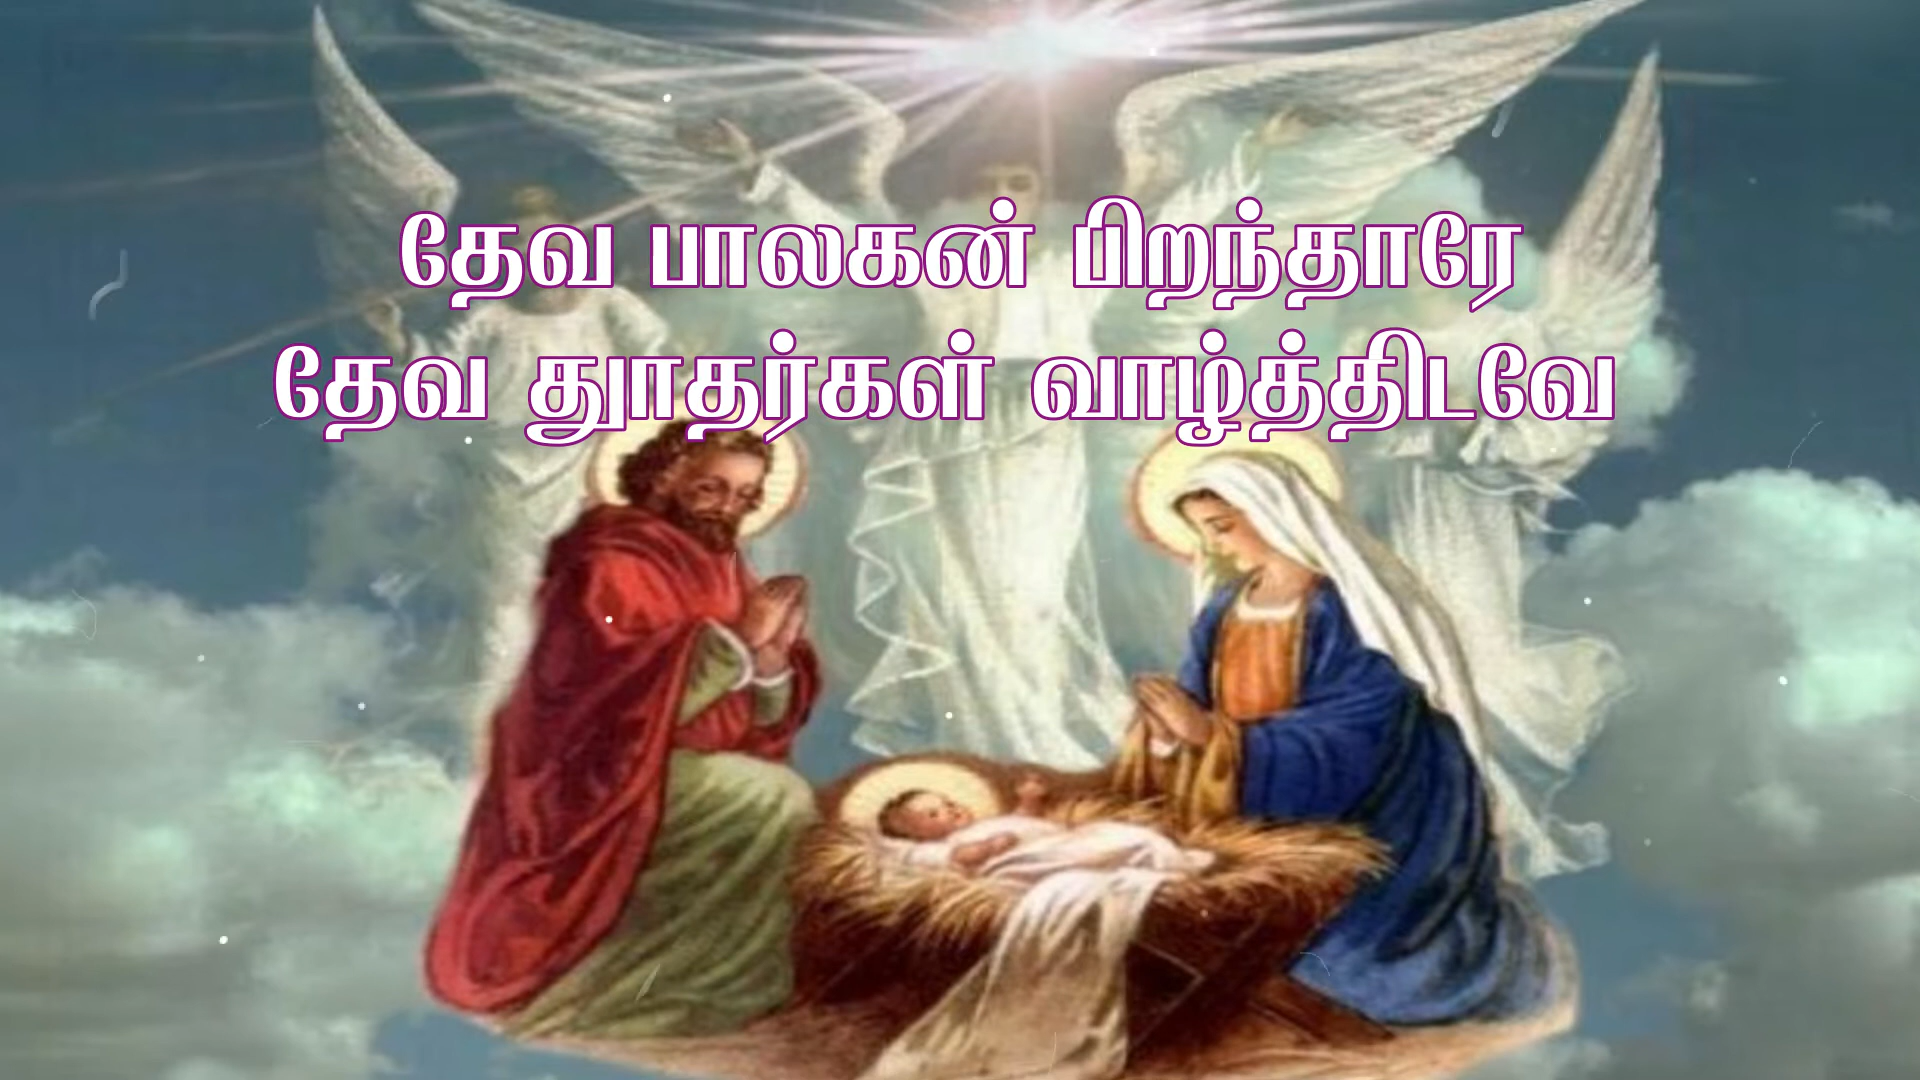 தேவ பாலகன் பிறந்தாரே
தேவ தூதர்கள் வாழ்த்திடவே